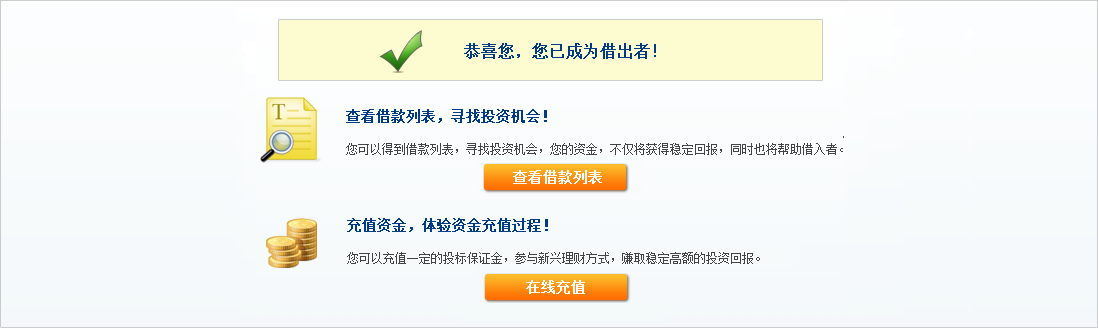 恭喜您，您已成为借出者！
T
查看借款列表，寻找投资机会！
您可以得到借款列表，寻找投资机会，您的资金，不仅将获得稳定回报，同时也将帮助借入者。
查看借款列表
充值资金，体验资金充值过程！
您可以充值一定的投标保证金，参与新兴理财方式，赚取稳定高额的投资回报。
在线充值